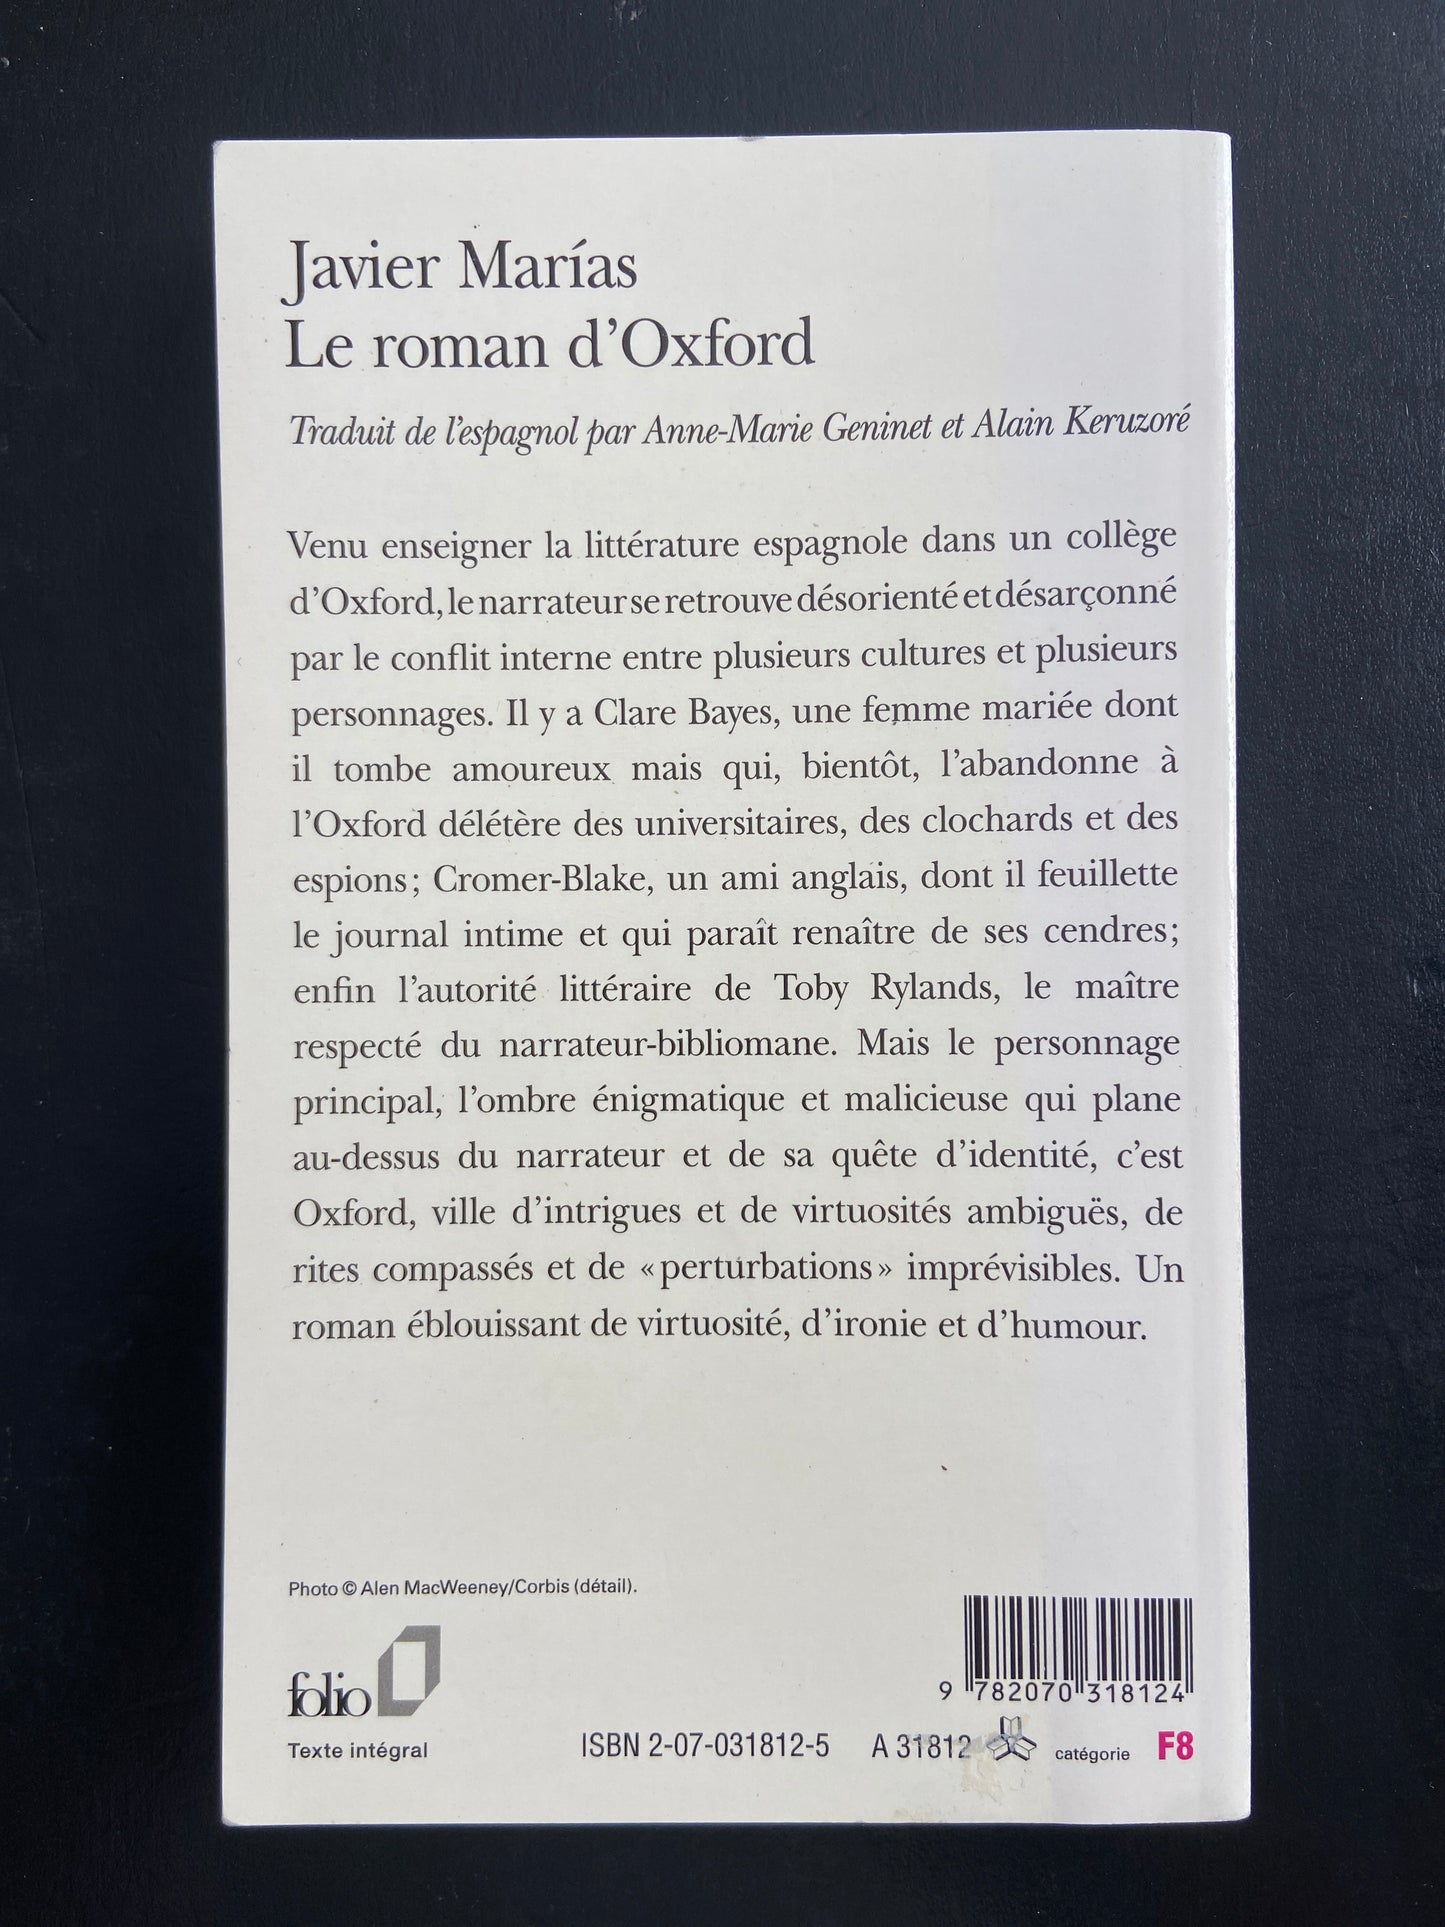 Javier Marías
Le roman d'Oxford
Traduit de l'espagnol par Anne-Marie Geninet et Alain Keruzoré
Venu enseigner la littérature espagnole dans un collège
d'Oxford, le narrateur se retrouve désorienté et désarçonné
par le conflit interne entre plusieurs cultures et plusieurs
personnages. Il y a Clare Bayes, une femme mariée dont
il tombe amoureux mais qui, bientôt, l'abandonne à
l'Oxford délétère des universitaires, des clochards et des
espions ; Cromer-Blake, un ami anglais, dont il feuillette
le journal intime et qui paraît renaître de ses cendres ;
enfin l'autorité littéraire de Toby Rylands, le maître
respecté du narrateur-bibliomane. Mais le personnage
principal, l'ombre énigmatique et malicieuse qui plane
au-dessus du narrateur et de sa quête d'identité, c'est
Oxford, ville d'intrigues et de virtuosités ambiguës, de
rites compassés et de « perturbations » imprévisibles. Un
roman éblouissant de virtuosité, d'ironie et d'humour.
Photo © Alen MacWeeney/Corbis (détail).
folio
Texte intégral
9 782070 318124
ISBN 2-07-031812-5 A 31812 catégorie F8